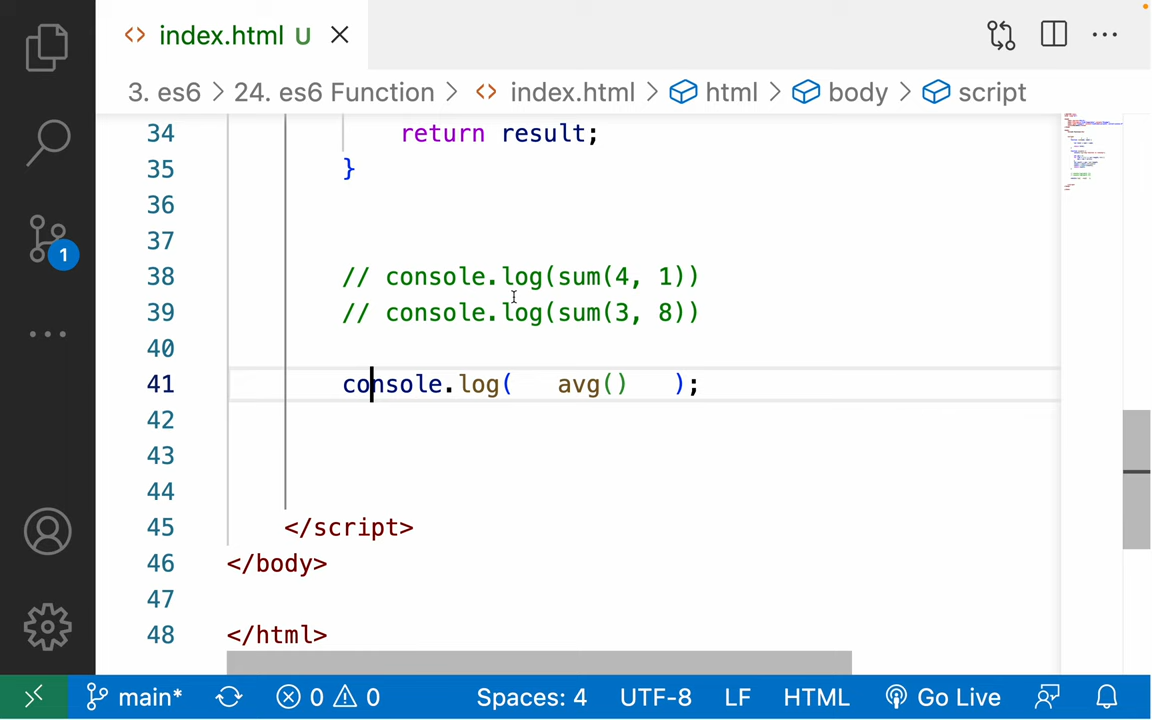 index.html U
3. es6 > 24. es6 Function > index.html > html > body > script
34 return result;
35 }
36
37
38 // console.log(sum(4, 1))
39 // console.log(sum(3, 8))
40
41 console.log(   avg()   );
42
43
44
45 </script>
46 </body>
47
48 </html>
1
main* 0 0 Spaces: 4 UTF-8 LF HTML Go Live